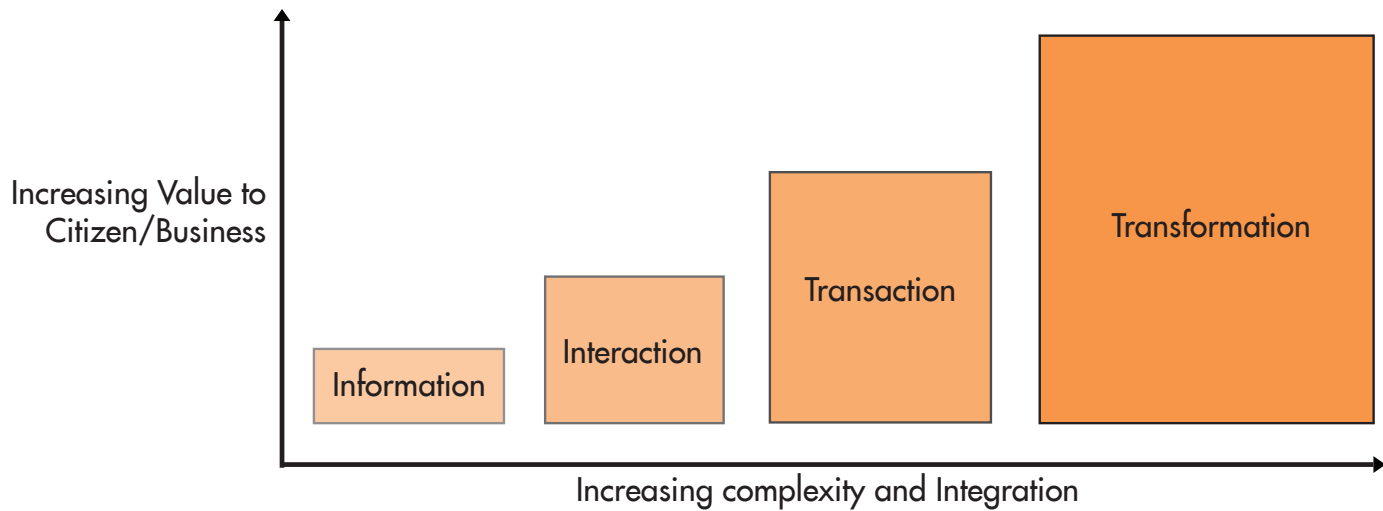 Increasing Value to
Citizen/Business
Information
Interaction
Transaction
Transformation
Increasing complexity and Integration